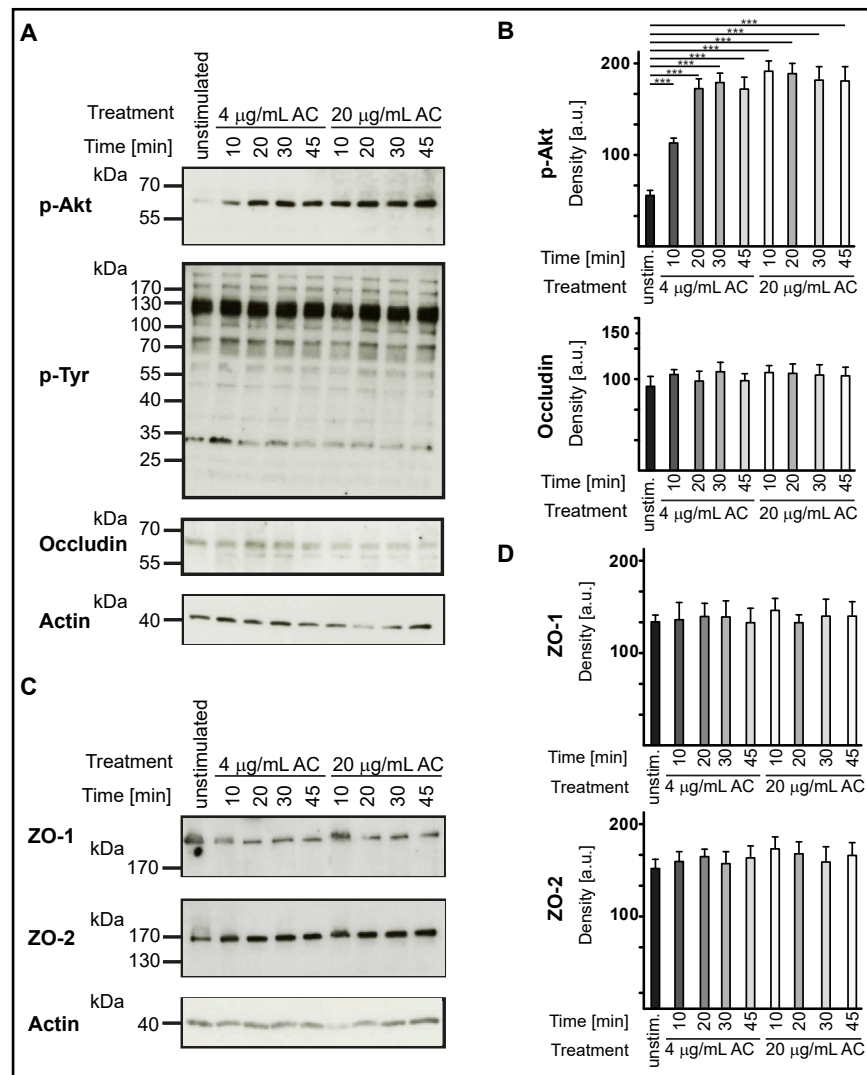 A
unstimulated
Treatment 4 μg/mL AC 20 μg/mL AC
Time [min] 10 20 30 45 10 20 30 45
kDa
70
p-Akt
55
kDa
170
130
100
70
p-Tyr
55
40
35
25
kDa
70
Occludin
55
kDa
Actin 40
B
***
***
***
***
***
***
***
***
200
p-Akt
Density [a.u.]
100
Time [min] unstim. 10 20 30 45 10 20 30 45
Treatment 4 μg/mL AC 20 μg/mL AC
150
Occludin
Density [a.u.]
100
Time [min] unstim. 10 20 30 45 10 20 30 45
Treatment 4 μg/mL AC 20 μg/mL AC
C
unstimulated
Treatment 4 μg/mL AC 20 μg/mL AC
Time [min] 10 20 30 45 10 20 30 45
ZO-1
kDa
170
kDa
ZO-2 170
130
kDa
Actin 40
D
200
ZO-1
Density [a.u.]
100
Time [min] unstim. 10 20 30 45 10 20 30 45
Treatment 4 μg/mL AC 20 μg/mL AC
200
ZO-2
Density [a.u.]
100
Time [min] unstim. 10 20 30 45 10 20 30 45
Treatment 4 μg/mL AC 20 μg/mL AC